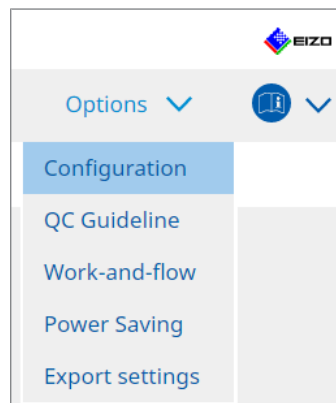 EIZO
Options
Configuration
QC Guideline
Work-and-flow
Power Saving
Export settings